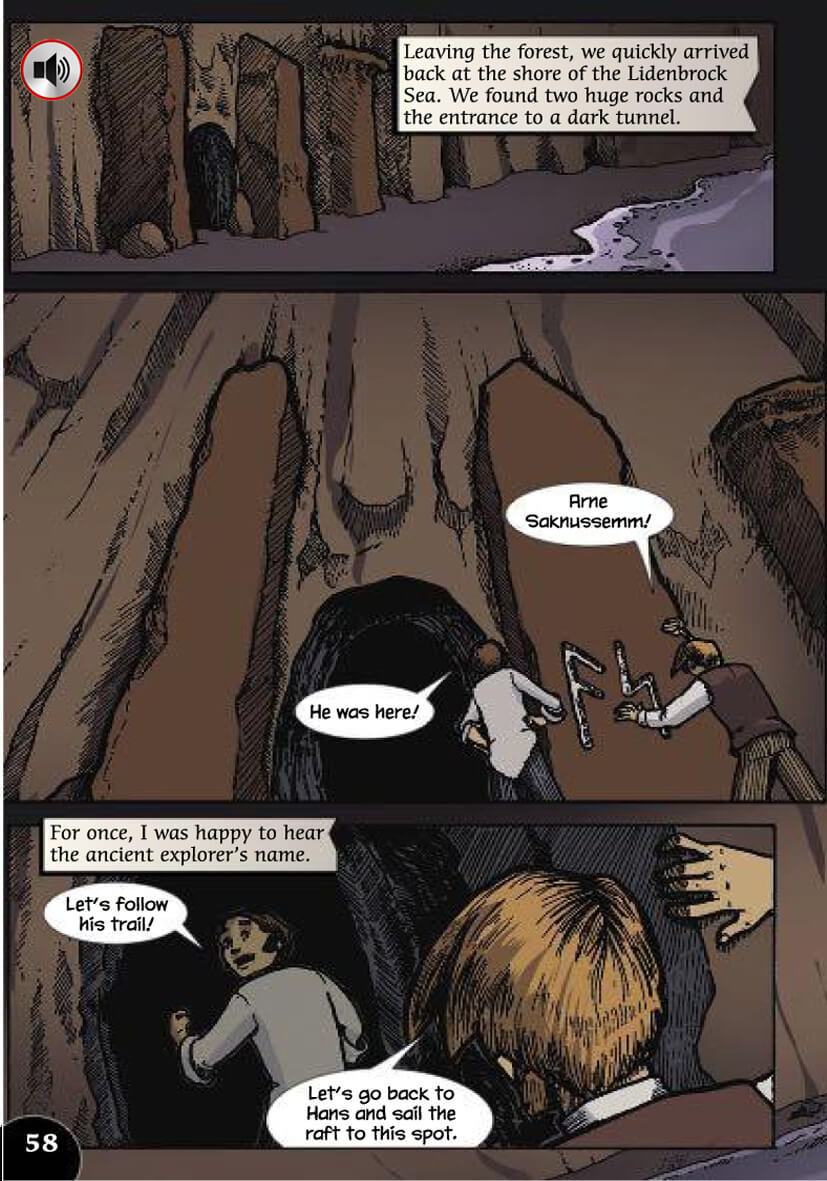 Leaving the forest, we quickly arrived
back at the shore of the Lidenbrock
Sea. We found two huge rocks and
the entrance to a dark tunnel.
Arne
Saknussemm!
He was here!
ᚨᛋ
For once, I was happy to hear
the ancient explorer's name.
Let's follow
his trail!
Let's go back to
Hans and sail the
raft to this spot.
58